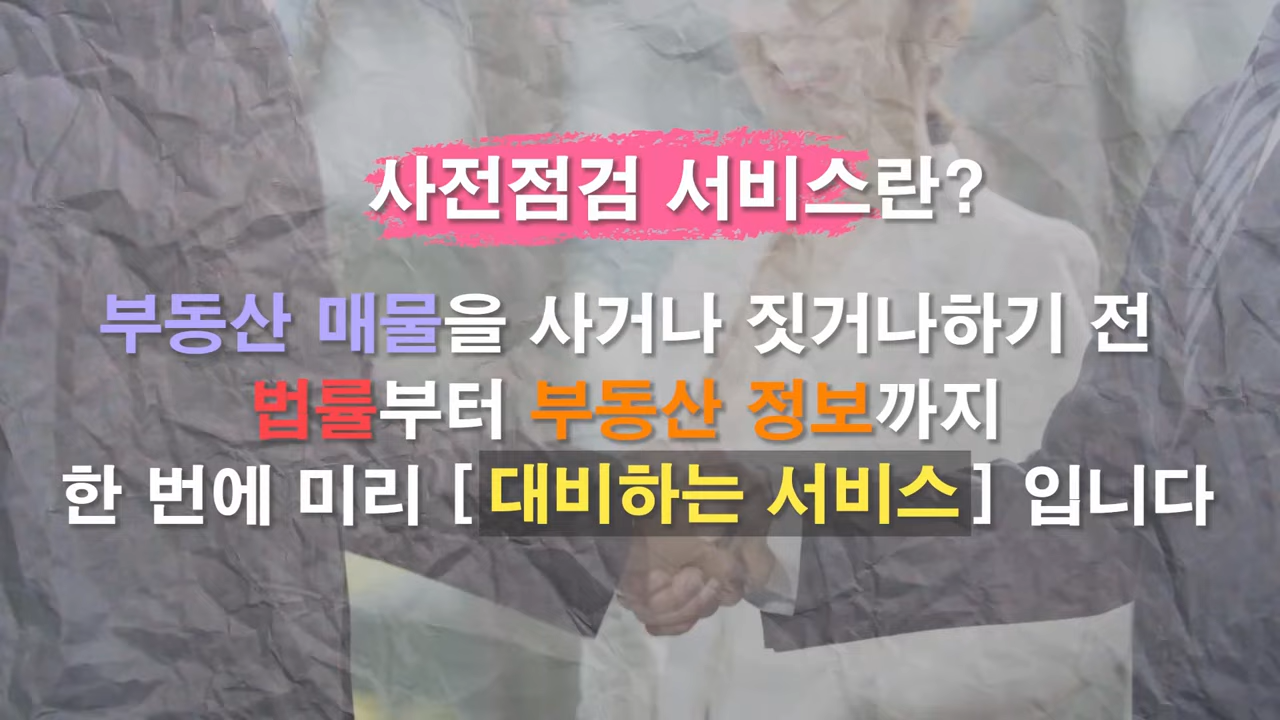 사전점검 서비스란?
부동산 매물을 사거나 짓거나하기 전
법률부터 부동산 정보까지
한 번에 미리 [대비하는 서비스] 입니다